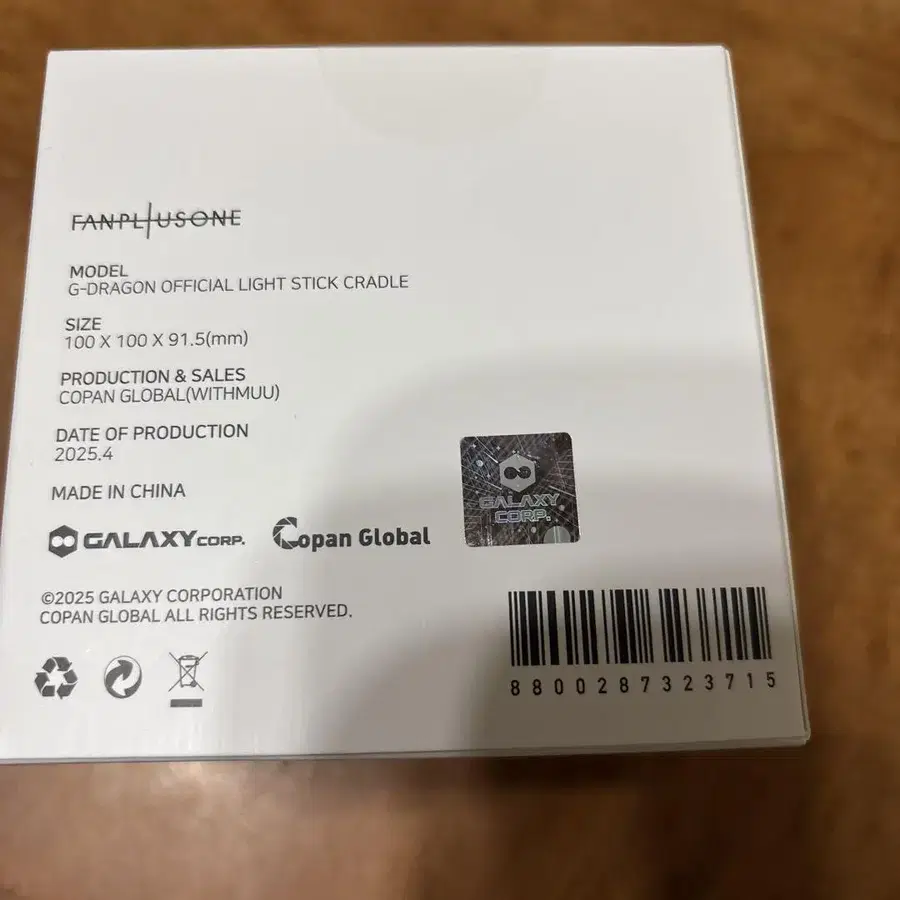 FANPLUSONE
MODEL
G-DRAGON OFFICIAL LIGHT STICK CRADLE
SIZE
100 X 100 X 91.5(mm)
PRODUCTION & SALES
COPAN GLOBAL(WITHMUU)
DATE OF PRODUCTION
2025.4
MADE IN CHINA
GALAXY CORP.
Copan Global
GALAXY
CORP.
©2025 GALAXY CORPORATION
COPAN GLOBAL ALL RIGHTS RESERVED.
8800287323715